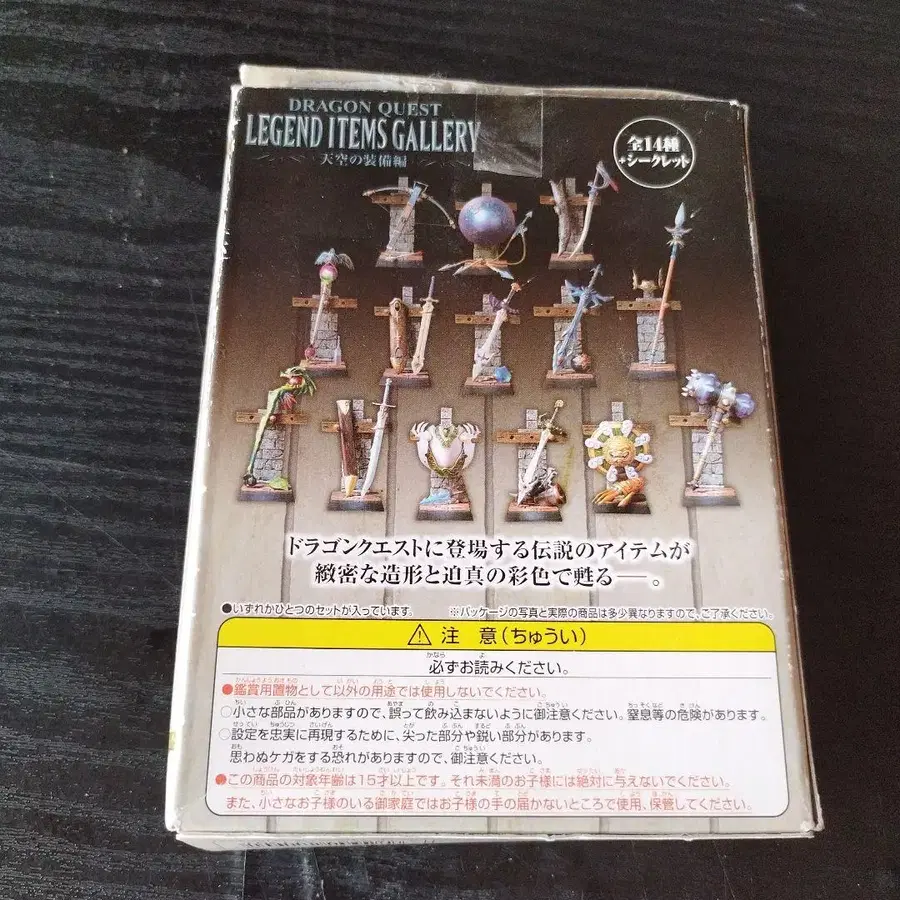 DRAGON QUEST
LEGEND ITEMS GALLERY
天空の装備編
全14種
+シークレット
ドラゴンクエストに登場する伝説のアイテムが
緻密な造形と迫真の彩色で甦る──。
●いずれかひとつのセットが入っています。 ※パッケージの写真と実際の商品は多少異なりますので、ご了承ください。
⚠ 注 意(ちゅうい)
必ずお読みください。
●鑑賞用置物として以外の用途では使用しないでください。
○小さな部品がありますので、誤って飲み込まないように御注意ください。窒息等の危険があります。
○設定を忠実に再現するために、尖った部分や鋭い部分があります。
思わぬケガをする恐れがありますので、御注意ください。
●この商品の対象年齢は15才以上です。それ未満のお子様には絶対に与えないでください。
また、小さなお子様のいる御家庭ではお子様の手の届かないところで使用、保管してください。